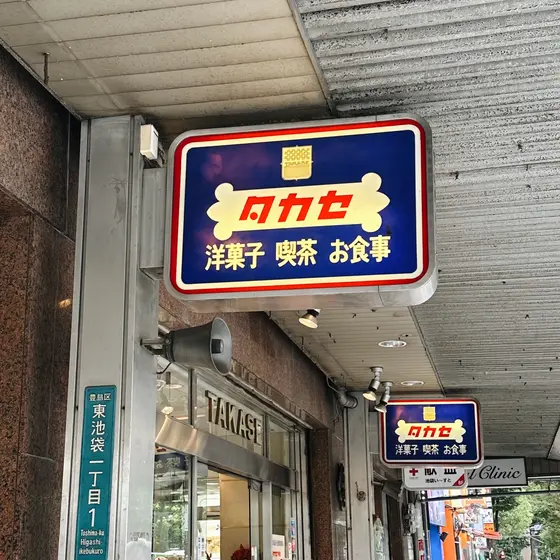 タカセ
洋菓子 喫茶 お食事
TAKASE
豊島区
東池袋一丁目
1
Toshima-ku
Higashi
ikebukuro
タカセ
洋菓子 喫茶 お食事
献血
Clinic